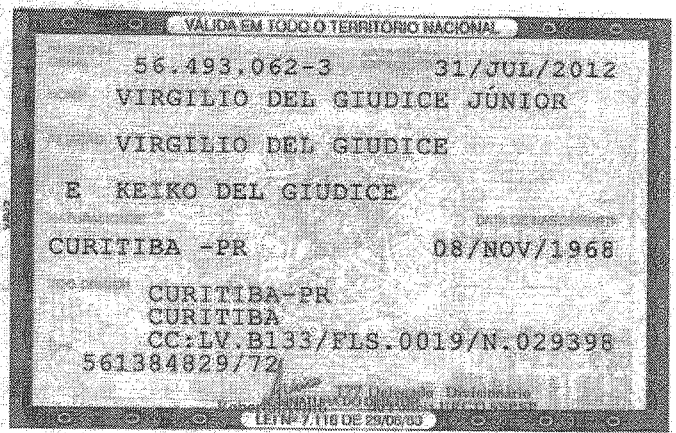 VÁLIDA EM TODO O TERRITÓRIO NACIONAL
56.493.062-3 31/JUL/2012
VIRGILIO DEL GIUDICE JÚNIOR
VIRGILIO DEL GIUDICE
E KEIKO DEL GIUDICE
CURITIBA -PR 08/NOV/1968
CURITIBA-PR
CURITIBA
CC:LV.B133/FLS.0019/N.029398
561384829/72
LEI Nº 7.116 DE 29/08/83